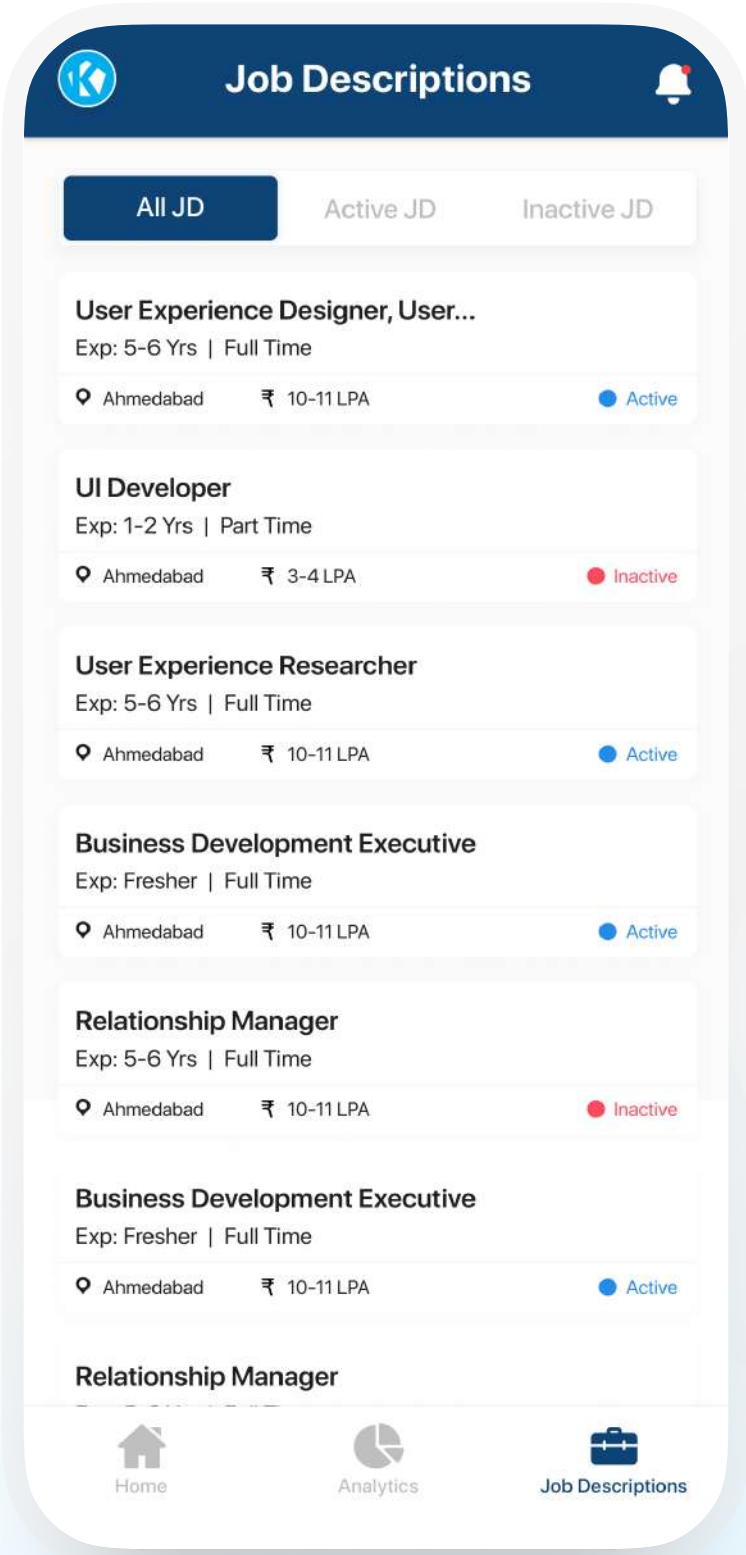 Job Descriptions
All JD Active JD Inactive JD
User Experience Designer, User...
Exp: 5-6 Yrs | Full Time
Ahmedabad ₹ 10-11 LPA Active
UI Developer
Exp: 1-2 Yrs | Part Time
Ahmedabad ₹ 3-4 LPA Inactive
User Experience Researcher
Exp: 5-6 Yrs | Full Time
Ahmedabad ₹ 10-11 LPA Active
Business Development Executive
Exp: Fresher | Full Time
Ahmedabad ₹ 10-11 LPA Active
Relationship Manager
Exp: 5-6 Yrs | Full Time
Ahmedabad ₹ 10-11 LPA Inactive
Business Development Executive
Exp: Fresher | Full Time
Ahmedabad ₹ 10-11 LPA Active
Relationship Manager
Home Analytics Job Descriptions